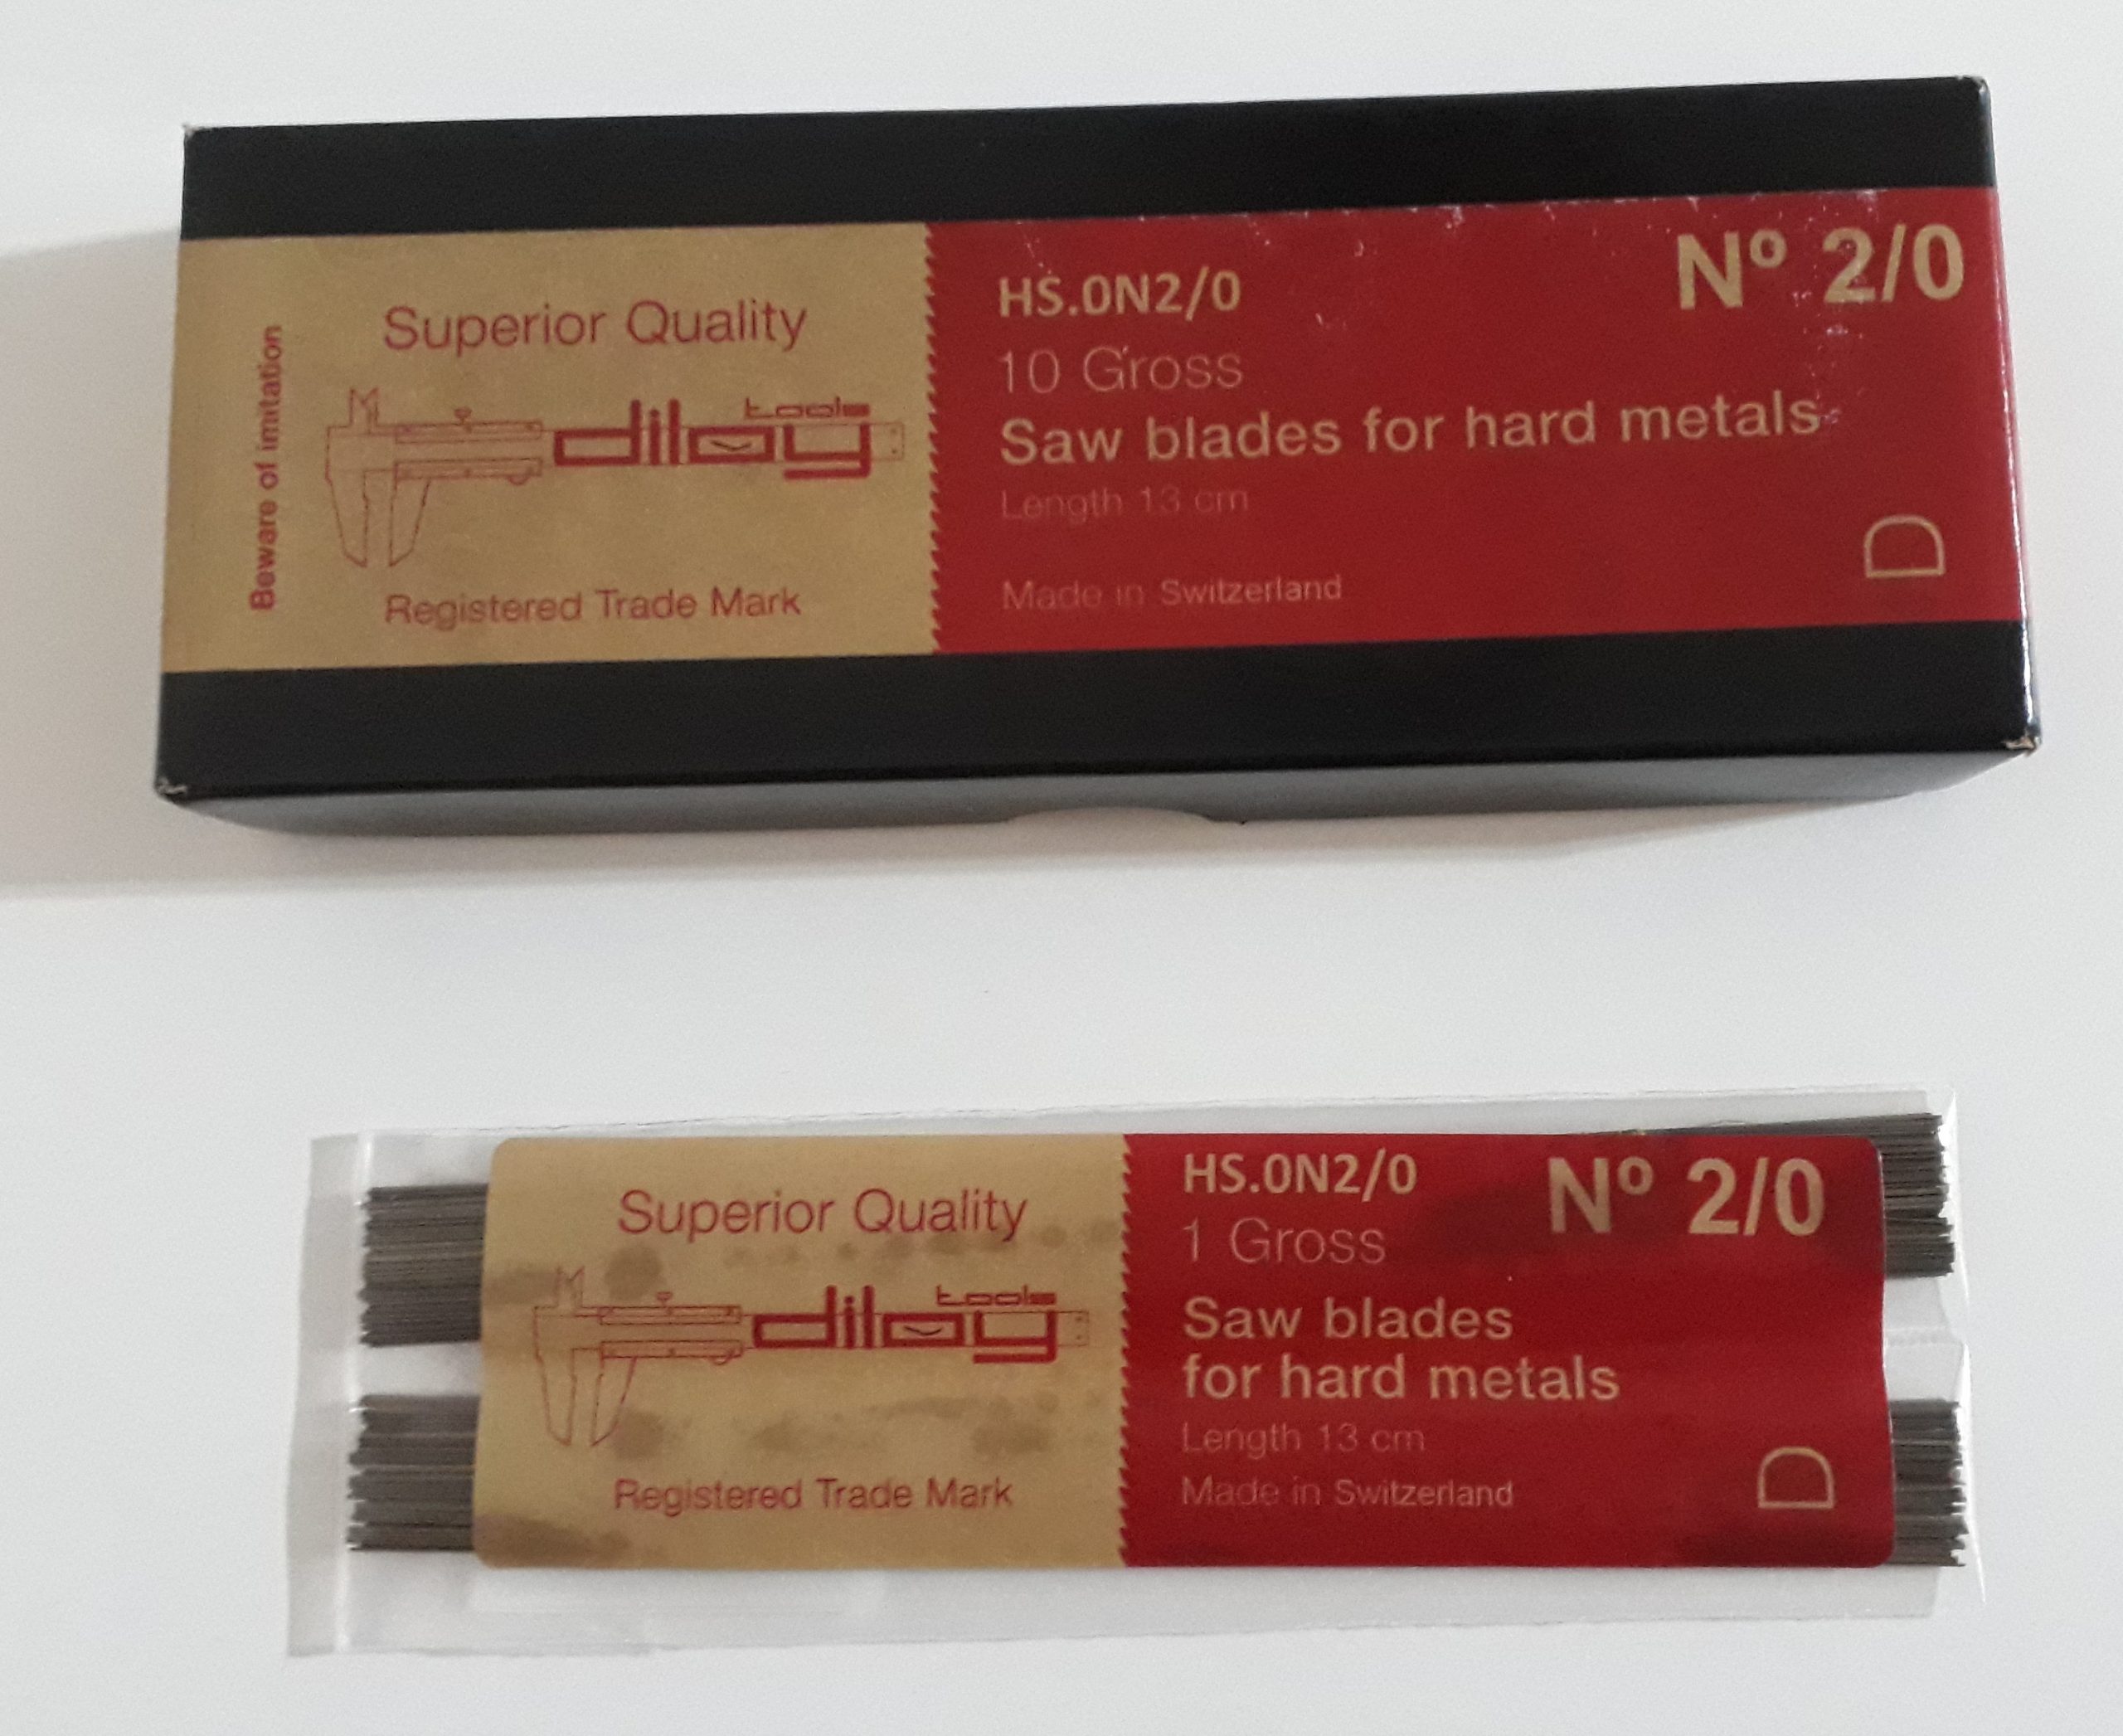 Beware of imitation
Superior Quality
diloy tools
Registered Trade Mark
Nº 2/0
HS.0N2/0
10 Gross
Saw blades for hard metals
Length 13 cm
Made in Switzerland
D
Superior Quality
diloy tools
Registered Trade Mark
HS.0N2/0
Nº 2/0
1 Gross
Saw blades
for hard metals
Length 13 cm
Made in Switzerland
D